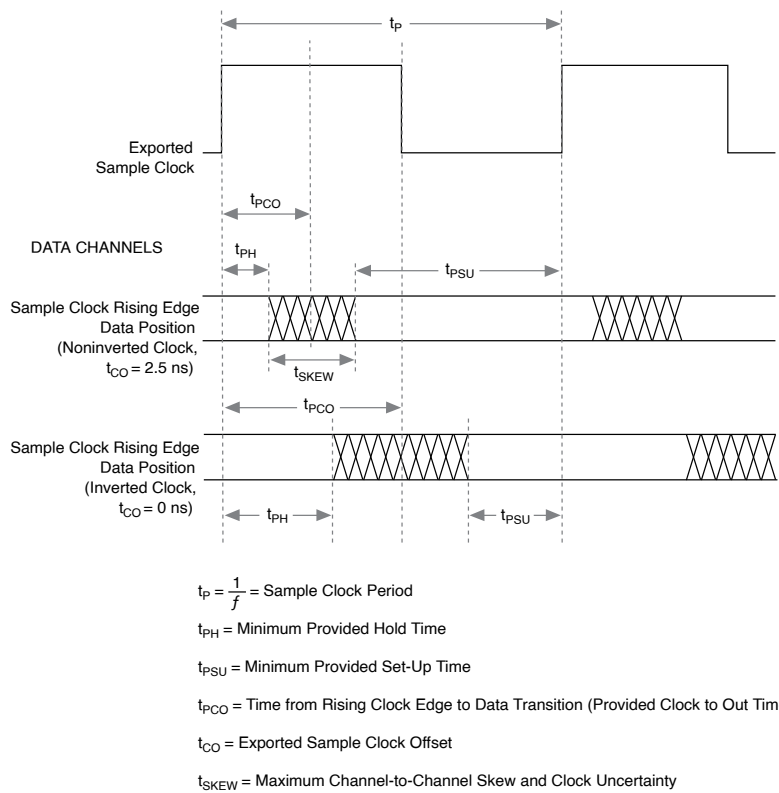 tP
Exported
Sample Clock
tPCO
DATA CHANNELS
tPH
tPSU
Sample Clock Rising Edge
Data Position
(Noninverted Clock,
tCO = 2.5 ns)
tSKEW
tPCO
Sample Clock Rising Edge
Data Position
(Inverted Clock,
tCO = 0 ns)
tPH
tPSU
tP = 1/f = Sample Clock Period
tPH = Minimum Provided Hold Time
tPSU = Minimum Provided Set-Up Time
tPCO = Time from Rising Clock Edge to Data Transition (Provided Clock to Out Tim
tCO = Exported Sample Clock Offset
tSKEW = Maximum Channel-to-Channel Skew and Clock Uncertainty